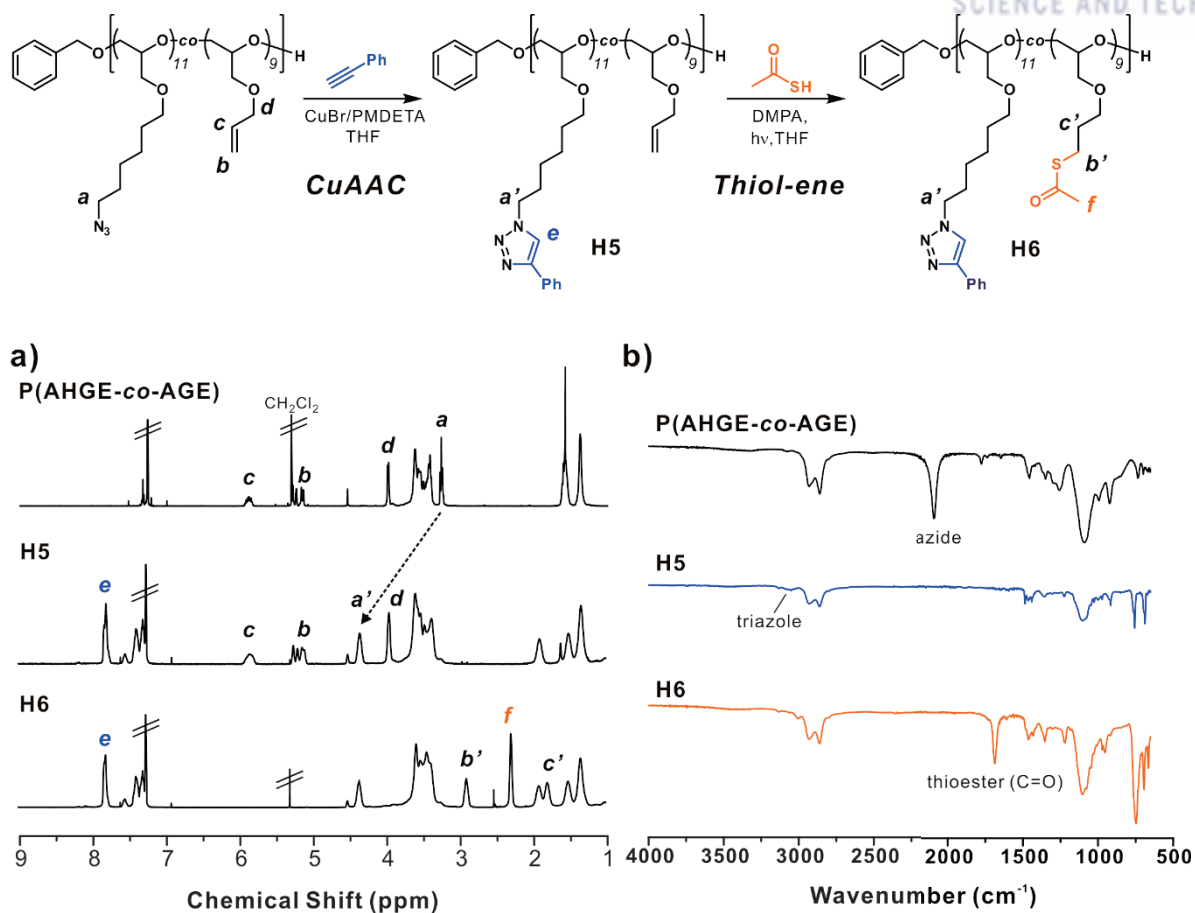 SCIENCE AND TECH
O O co O H
11 9
O O
d
c
b
a
N3
Ph
CuBr/PMDETA
THF
CuAAC
O O co O H
11 9
O O
a'
N e
N
N
Ph
H5
O
SH
DMPA,
hν,THF
Thiol-ene
O O co O H
11 9
O O
c'
b'
S
O
f
a'
N
N
N
Ph
H6
a)
P(AHGE-co-AGE)
CH2Cl2
c b d a
H5
e c b a' d
H6
e b' f c'
9 8 7 6 5 4 3 2 1
Chemical Shift (ppm)
b)
P(AHGE-co-AGE)
azide
H5
triazole
H6
thioester (C=O)
4000 3500 3000 2500 2000 1500 1000 500
Wavenumber (cm-1)